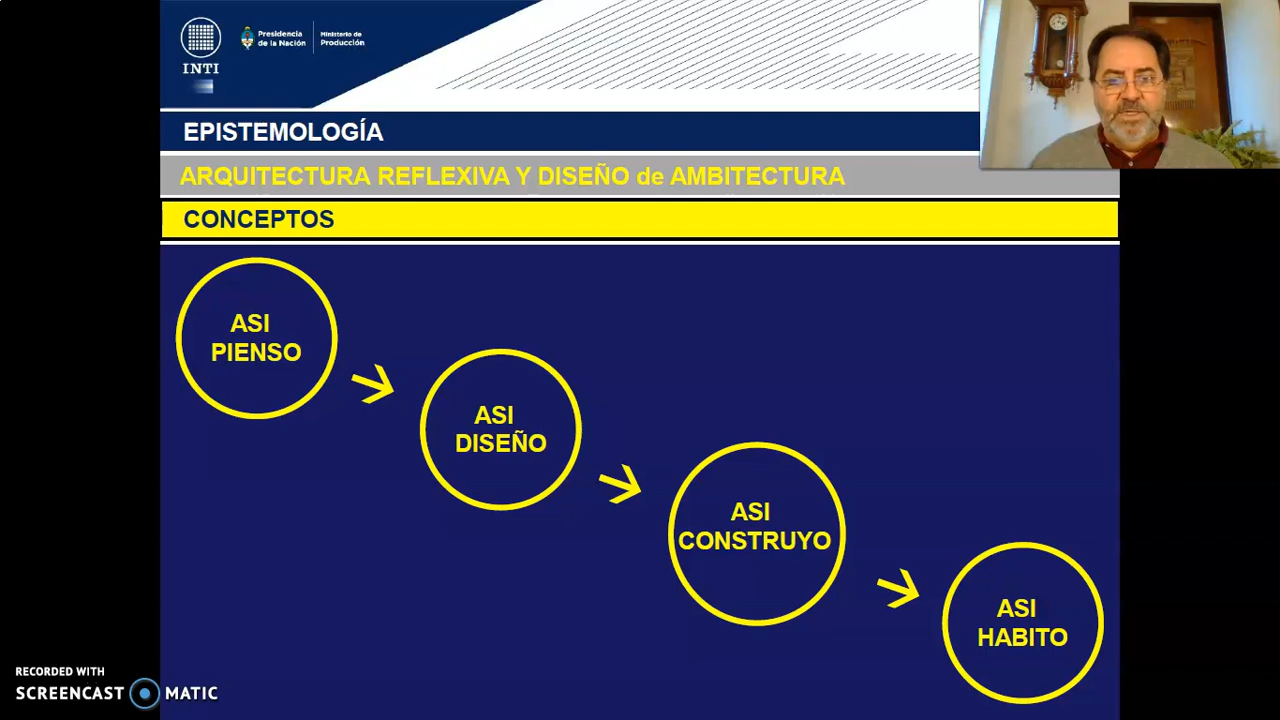 INTI
Presidencia
de la Nación
Ministerio de
Producción
EPISTEMOLOGÍA
ARQUITECTURA REFLEXIVA Y DISEÑO de AMBITECTURA
CONCEPTOS
ASI
PIENSO
ASI
DISEÑO
ASI
CONSTRUYO
ASI
HABITO
RECORDED WITH
SCREENCAST MATIC